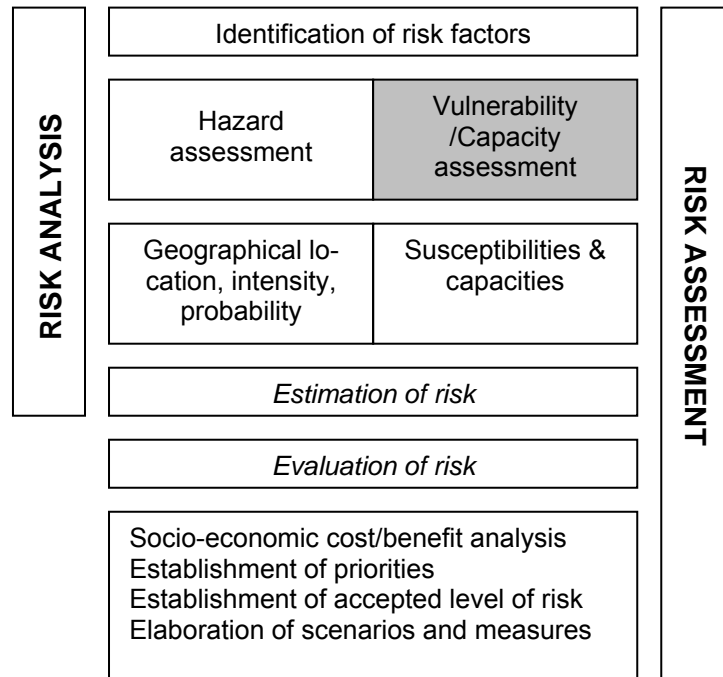 Identification of risk factors
RISK ANALYSIS
Hazard
assessment
Vulnerability
/Capacity
assessment
RISK ASSESSMENT
Geographical lo-
cation, intensity,
probability
Susceptibilities &
capacities
Estimation of risk
Evaluation of risk
Socio-economic cost/benefit analysis
Establishment of priorities
Establishment of accepted level of risk
Elaboration of scenarios and measures